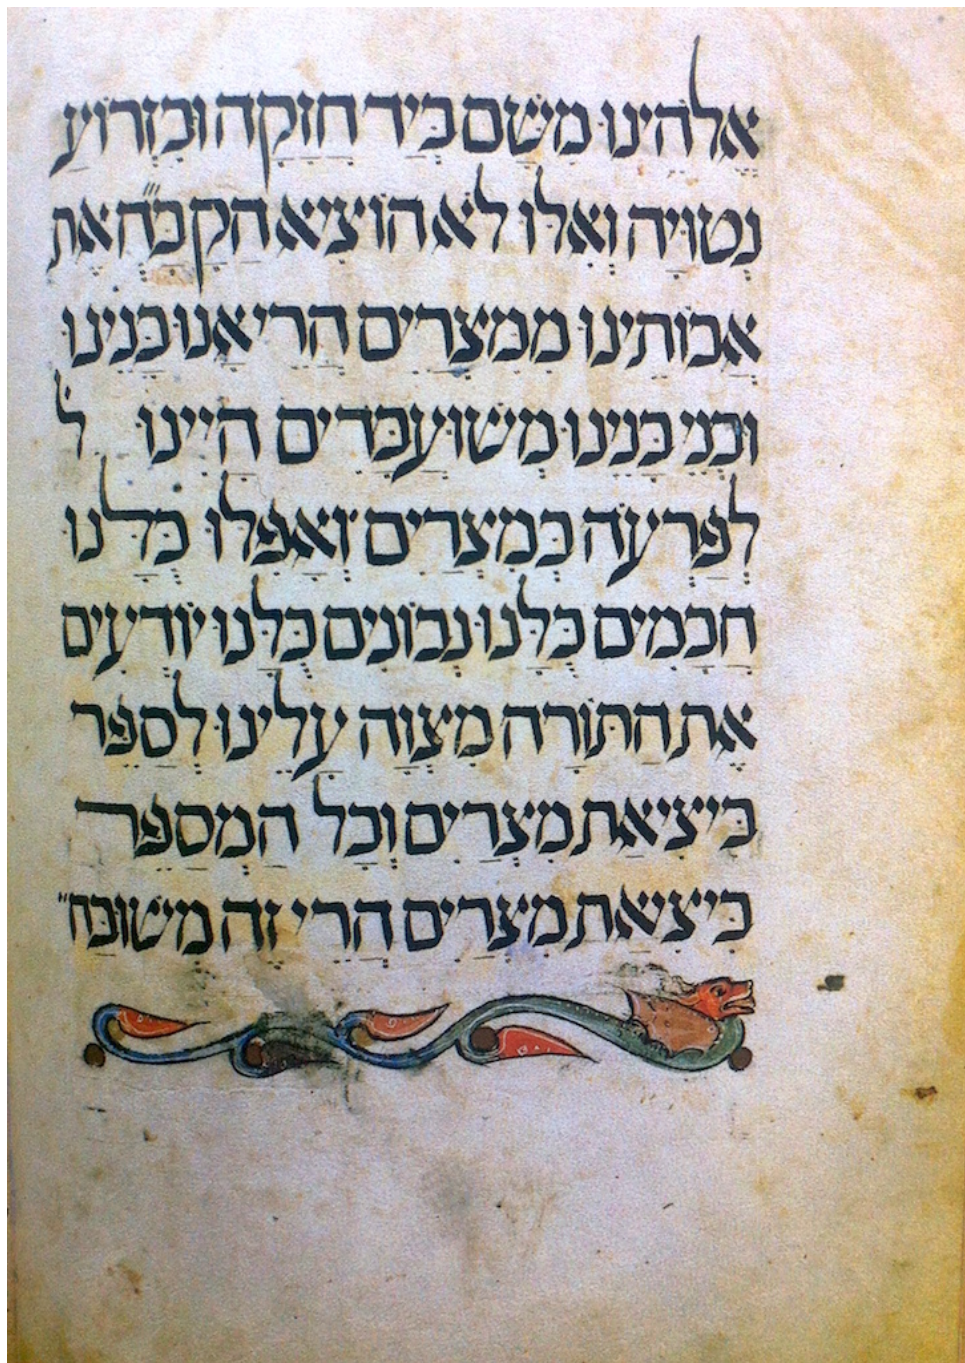 אלהינו משם ביד חזקה ובזרוע
נטויה ואלו לא הוציא הקבה את
אבותינו ממצרים הרי אנו בנינו
ובני בנינו משועבדים היינו ל
לפרעה במצרים ואפלו כלנו
חכמים כלנו נבונים כלנו יודעים
את התורה מצוה עלינו לספר
ביציאת מצרים וכל המספר
ביציאת מצרים הרי זה משובח